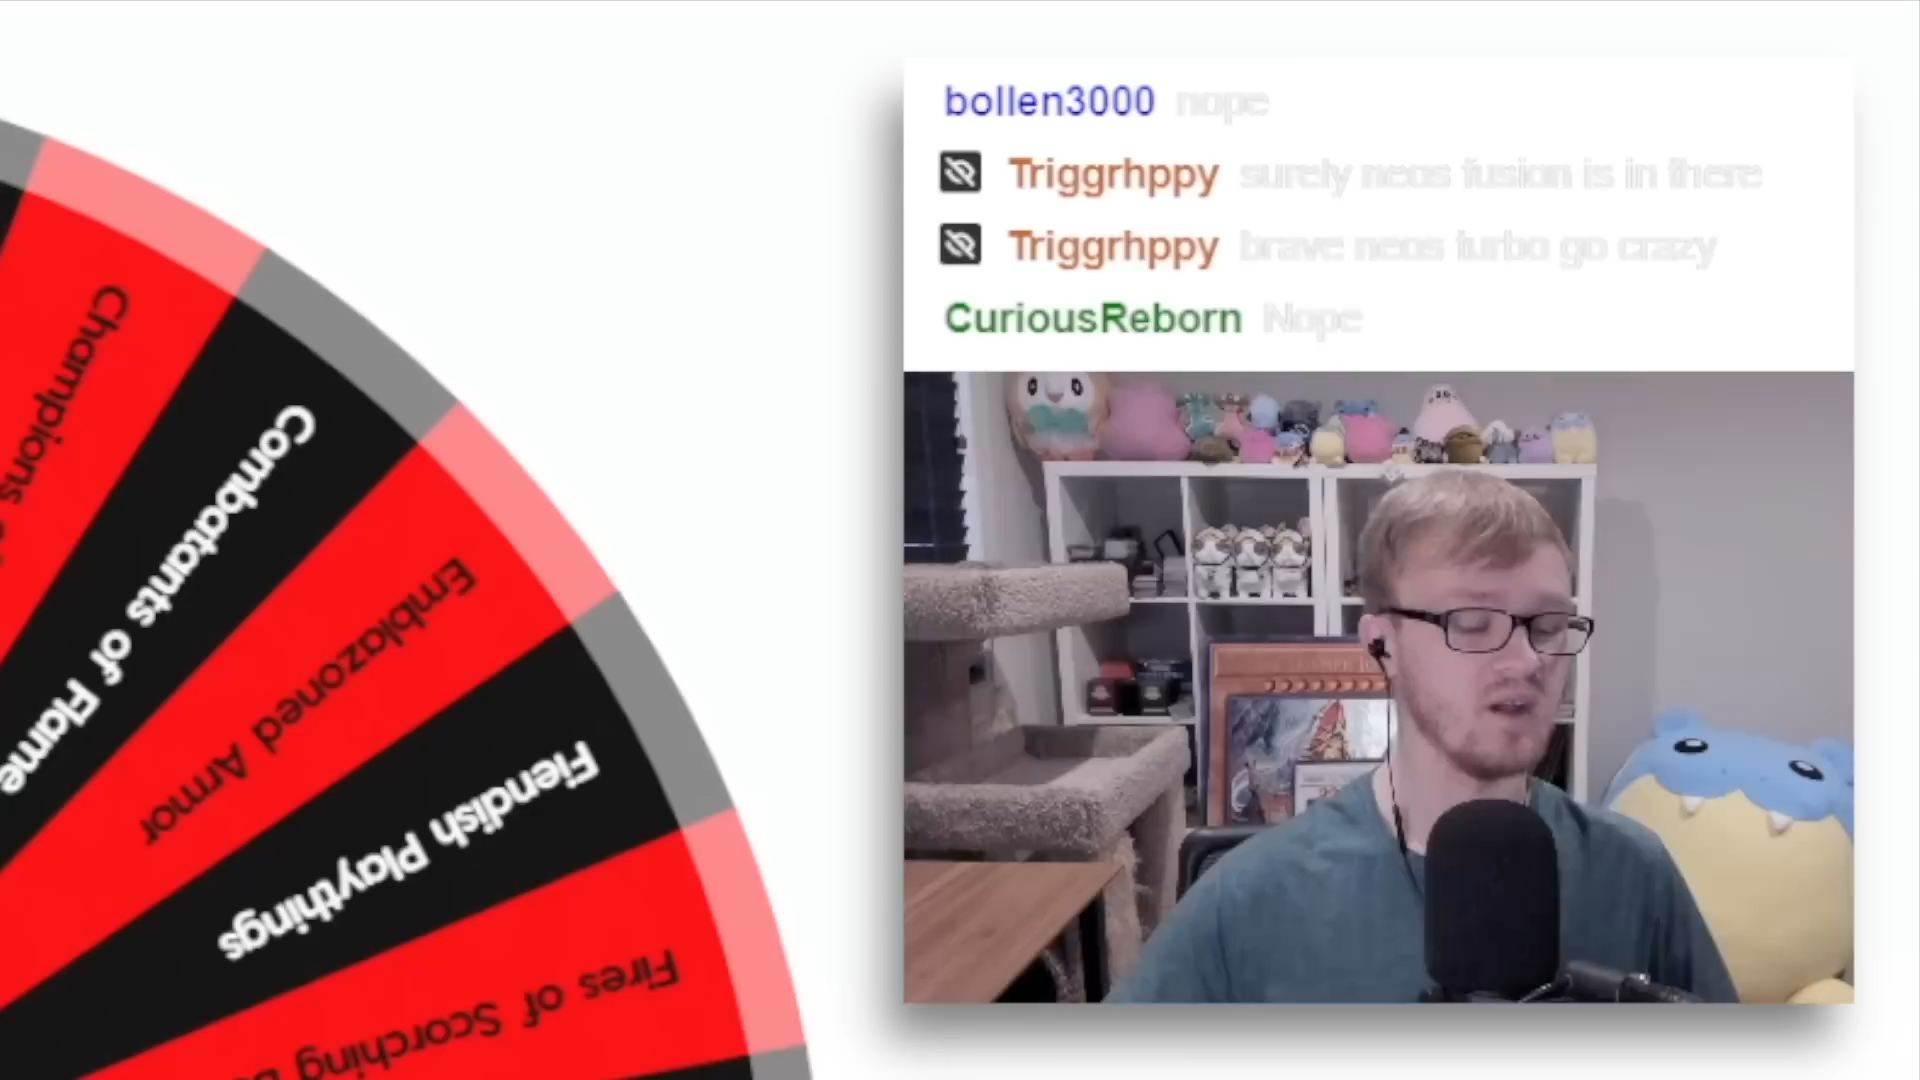 bollen3000 nope
Triggrhppy surely neos fusion is in there
Triggrhppy brave neos turbo go crazy
CuriousReborn Nope
Champions
Combatants of Flame
Emblazoned Armor
Fiendish Playthings
Fires of Scorching